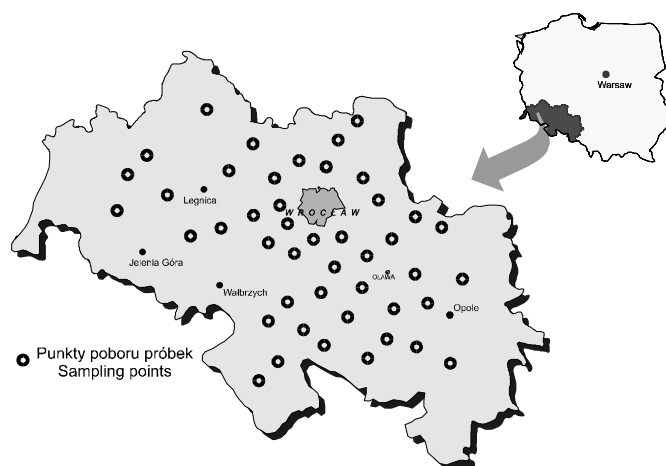 Warsaw
Legnica
WROCŁAW
Jelenia Góra
OŁAWA
Wałbrzych
Opole
Punkty poboru próbek
Sampling points